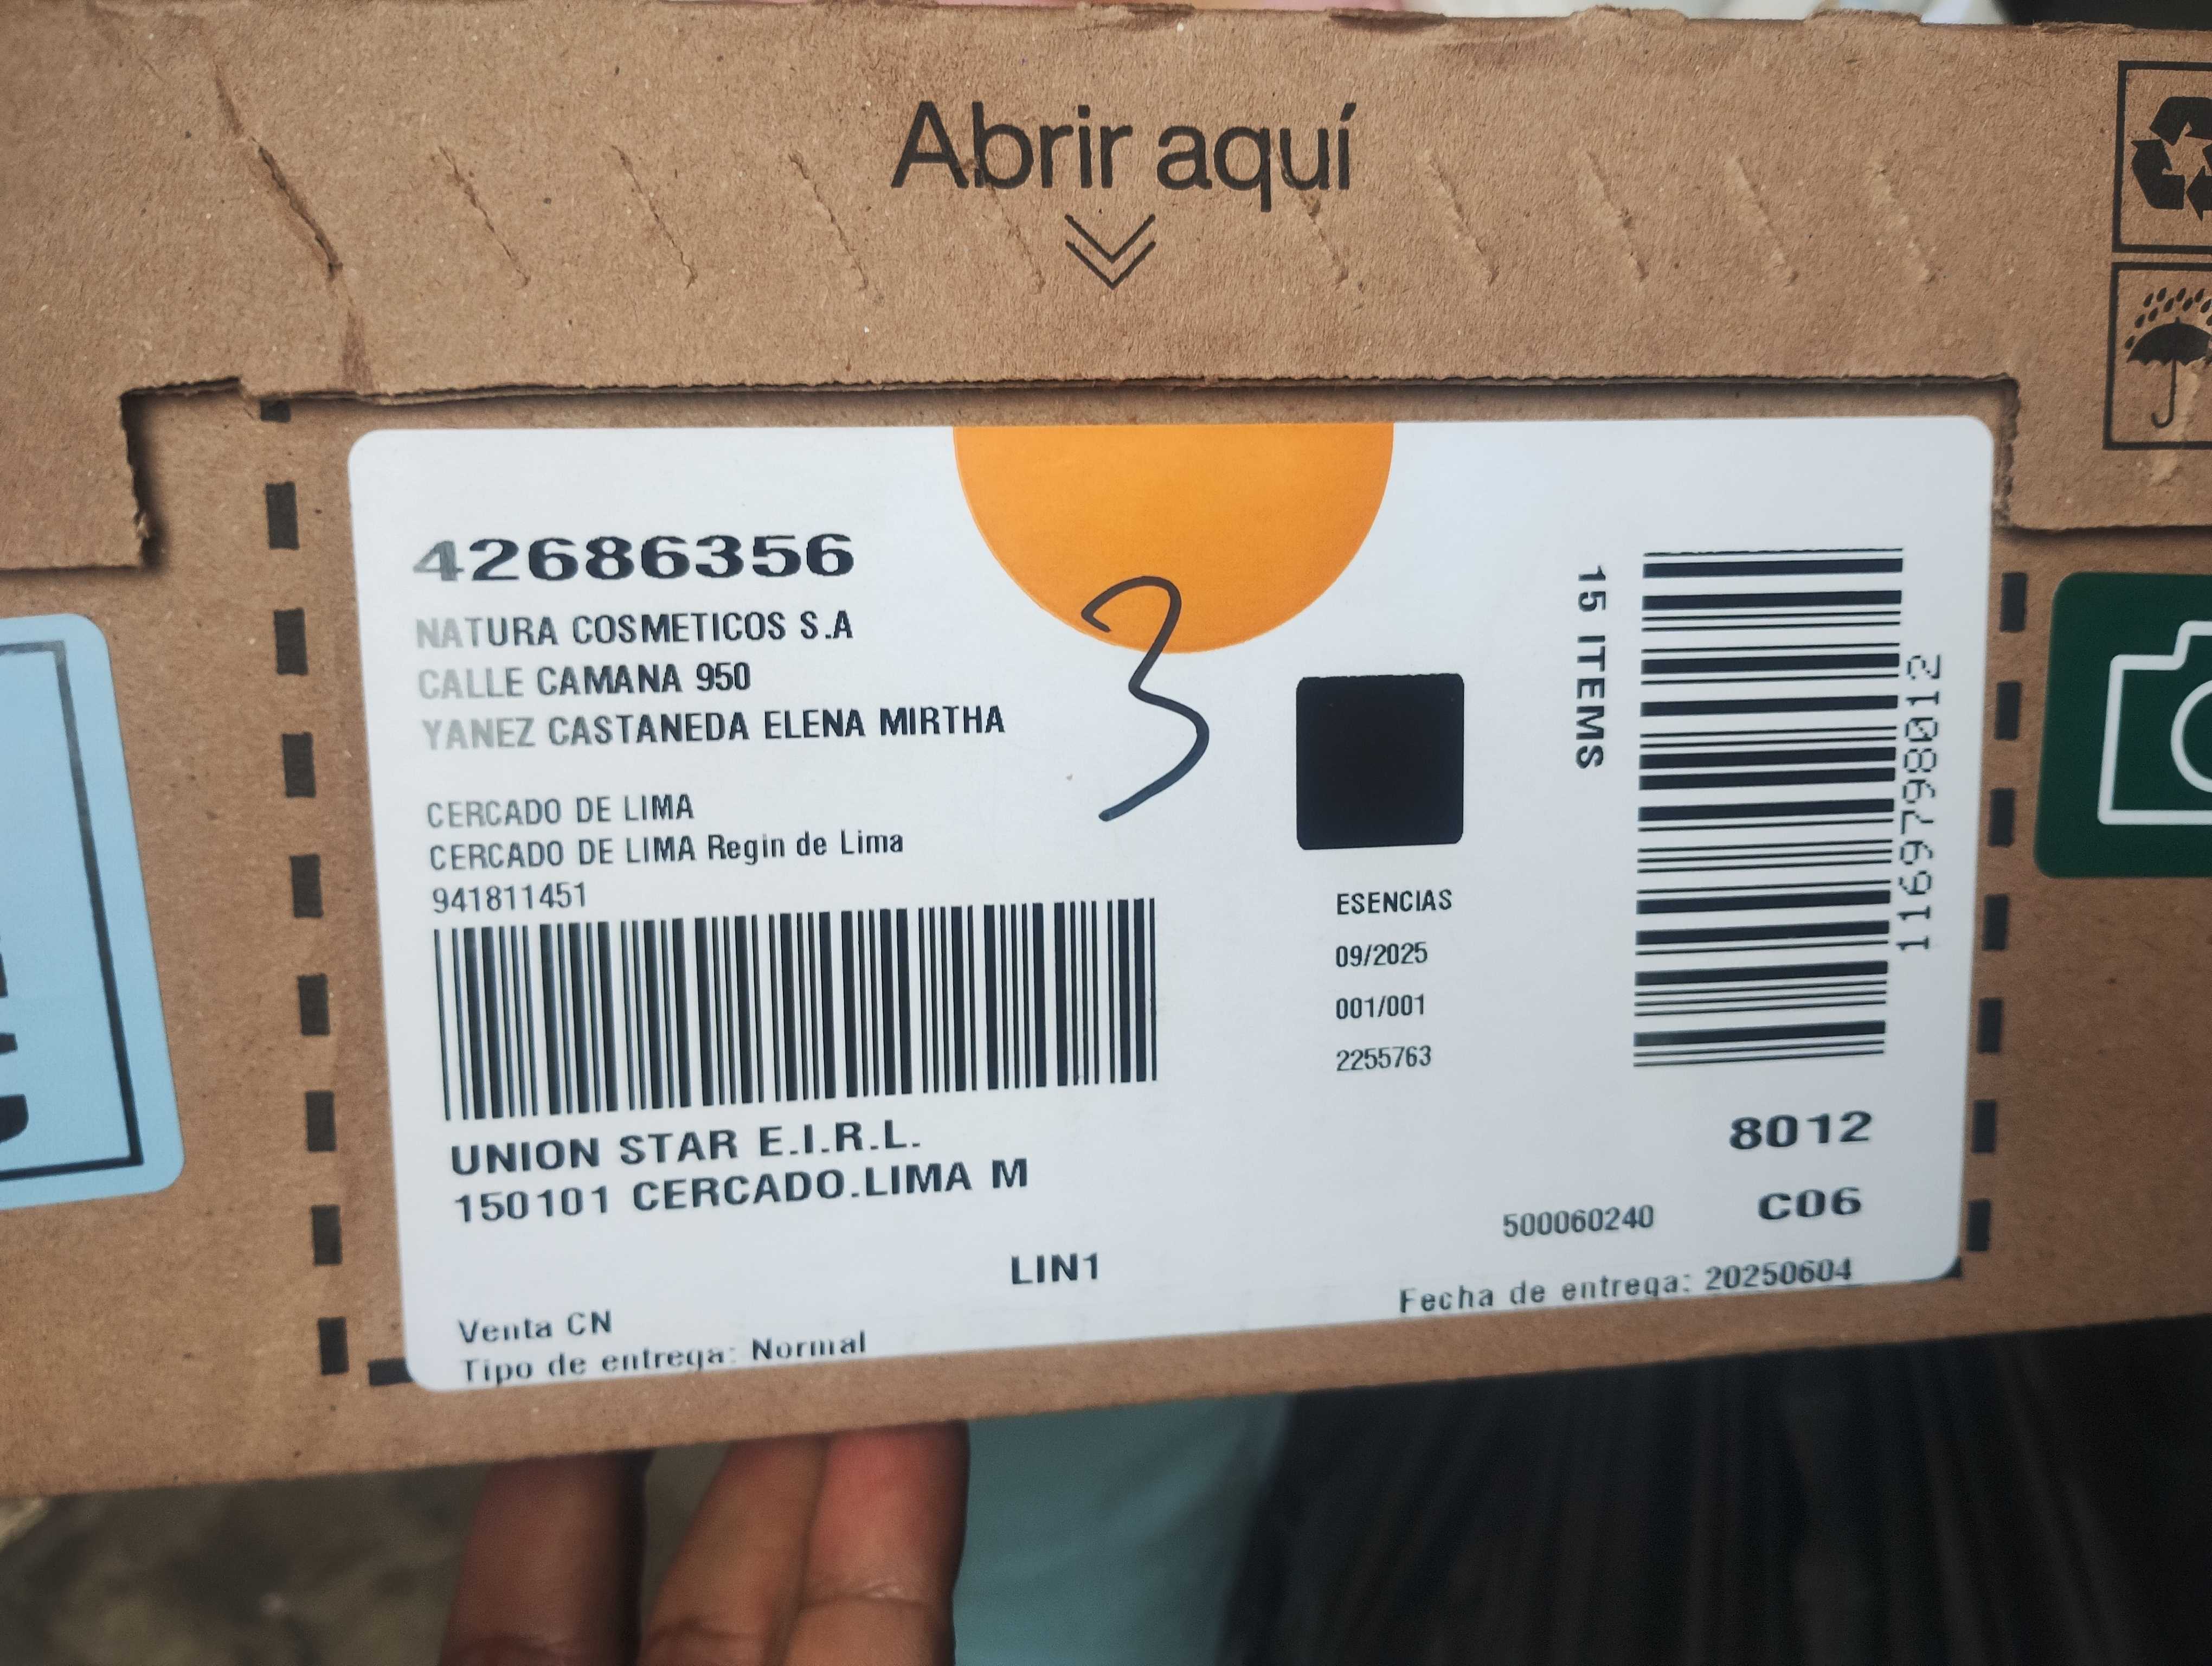 Abrir aquí
42686356
NATURA COSMETICOS S.A
CALLE CAMANA 950
YANEZ CASTANEDA ELENA MIRTHA
3
CERCADO DE LIMA
CERCADO DE LIMA Regin de Lima
941811451
UNION STAR E.I.R.L.
150101 CERCADO.LIMA M
LIN1
Venta CN
Tipo de entrega: Normal
ESENCIAS
09/2025
001/001
2255763
15 ITEMS
116979798012
8012
C06
500060240
Fecha de entrega: 20250604